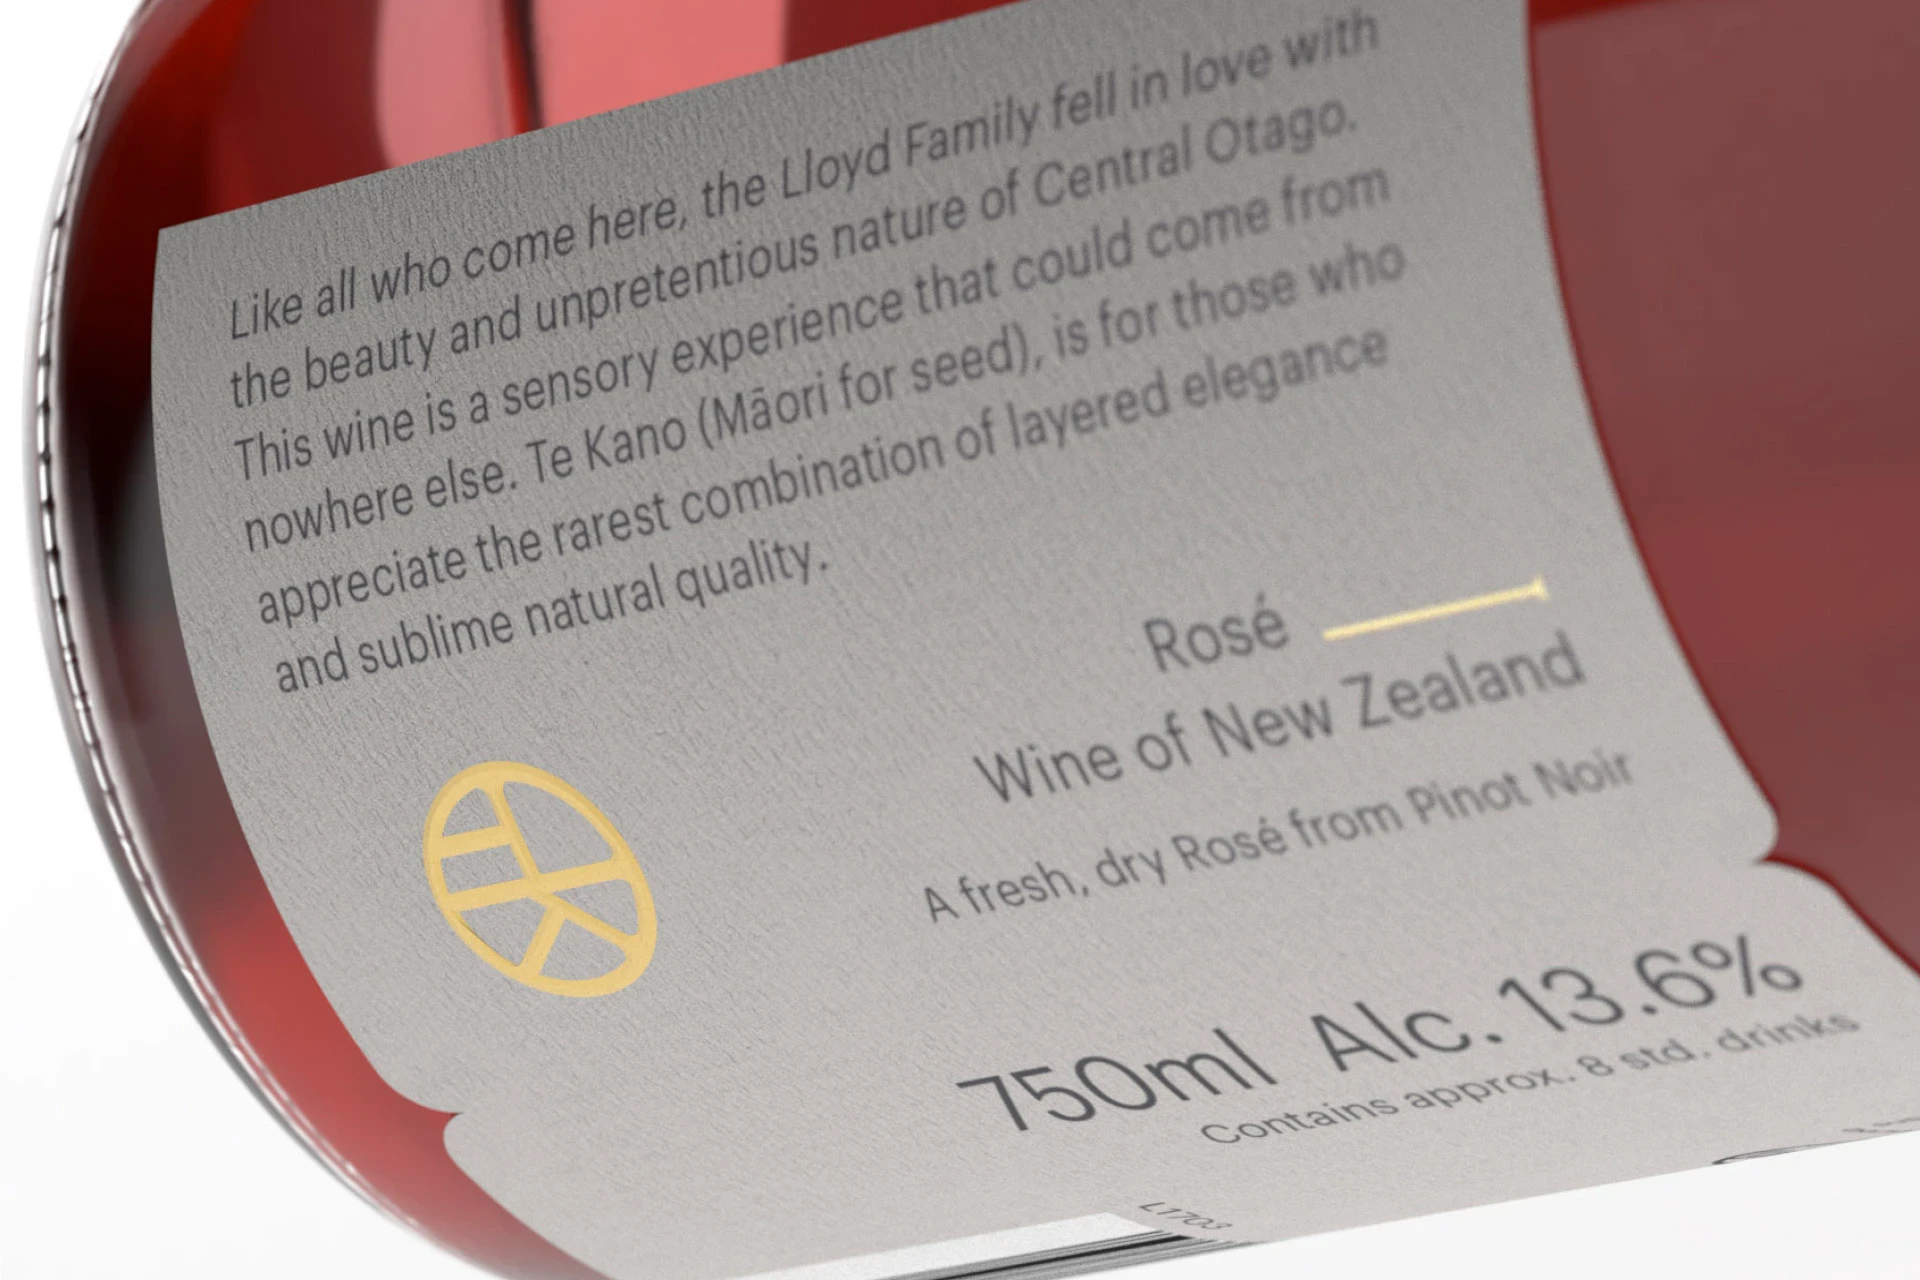 Like all who come here, the Lloyd Family fell in love with
the beauty and unpretentious nature of Central Otago.
This wine is a sensory experience that could come from
nowhere else. Te Kano (Māori for seed), is for those who
appreciate the rarest combination of layered elegance
and sublime natural quality.
Rosé
Wine of New Zealand
A fresh, dry Rosé from Pinot Noir
750ml Alc. 13.6%
Contains approx. 8 std. drinks
L1703